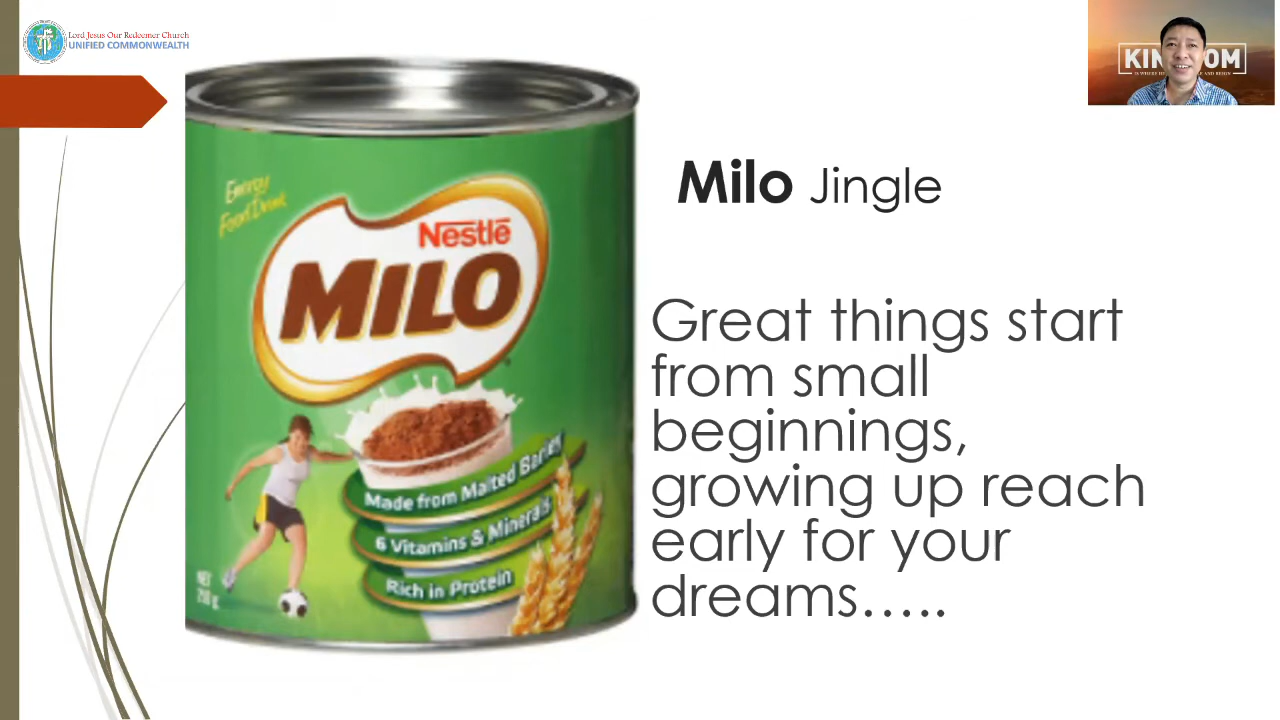 Lord Jesus Our Redeemer Church
UNIFIED COMMONWEALTH
Milo Jingle
Great things start
from small
beginnings,
growing up reach
early for your
dreams…..
Energy
Food Drink
Nestlé
MILO
Made from Malted Barley
6 Vitamins & Minerals
Rich in Protein
NET